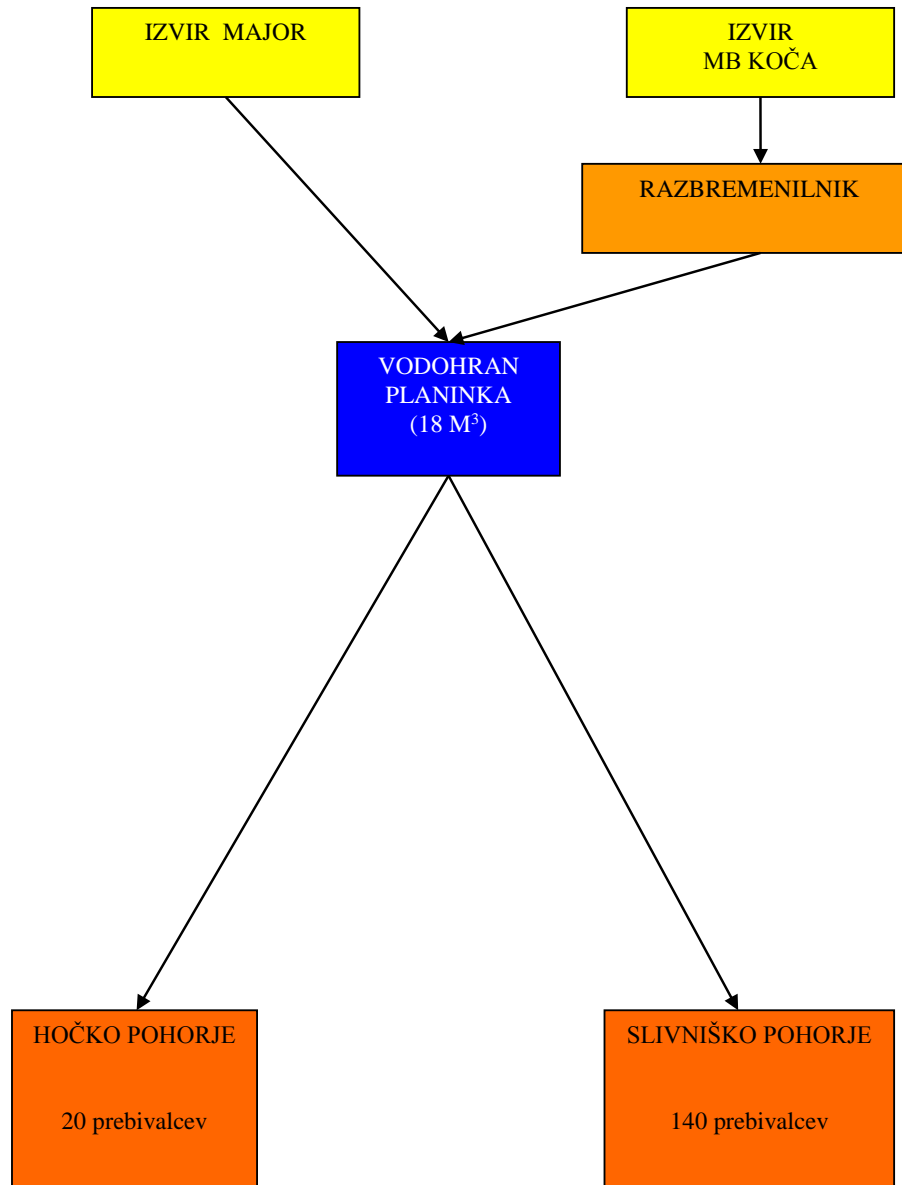 IZVIR MAJOR
IZVIR
MB KOČA
RAZBREMENILNIK
VODOHRAN
PLANINKA
(18 M³)
HOČKO POHORJE
20 prebivalcev
SLIVNIŠKO POHORJE
140 prebivalcev